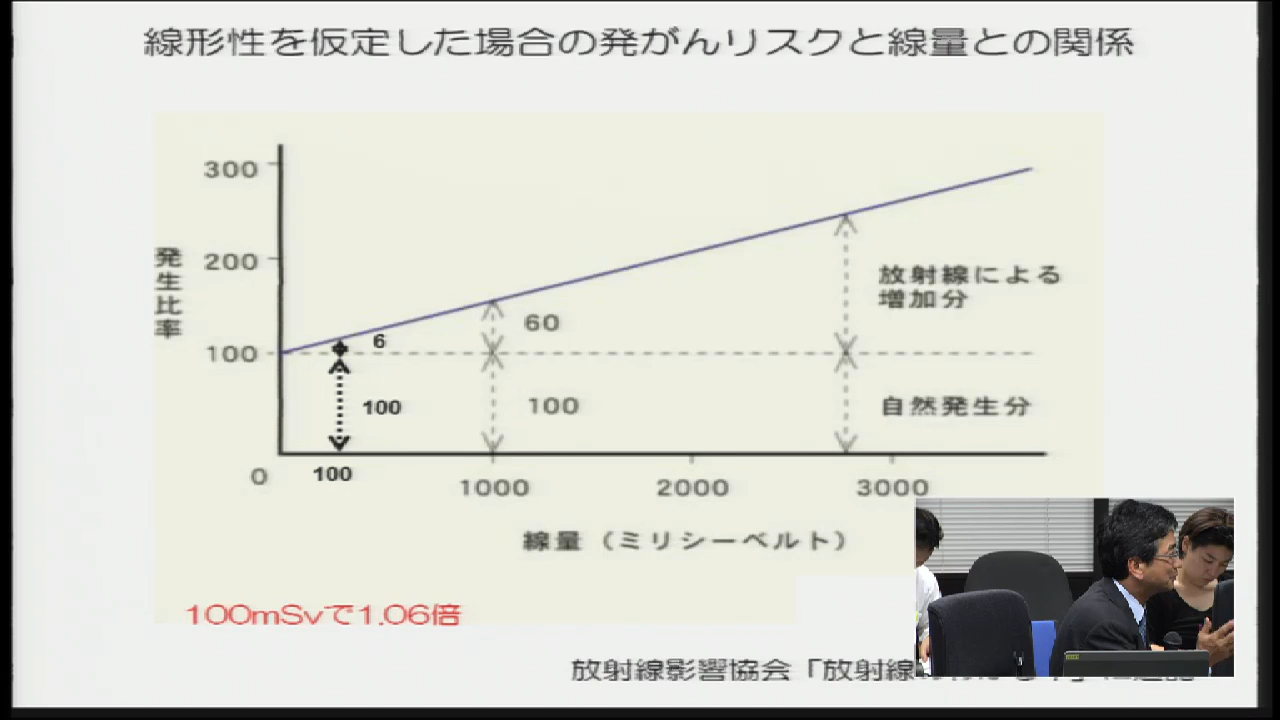 線形性を仮定した場合の発がんリスクと線量との関係
300
発生比率
200
放射線による
増加分
60
6
100
100
100
自然発生分
0
100
1000
2000
3000
線量（ミリシーベルト）
100mSvで1.06倍
放射線影響協会「放射線